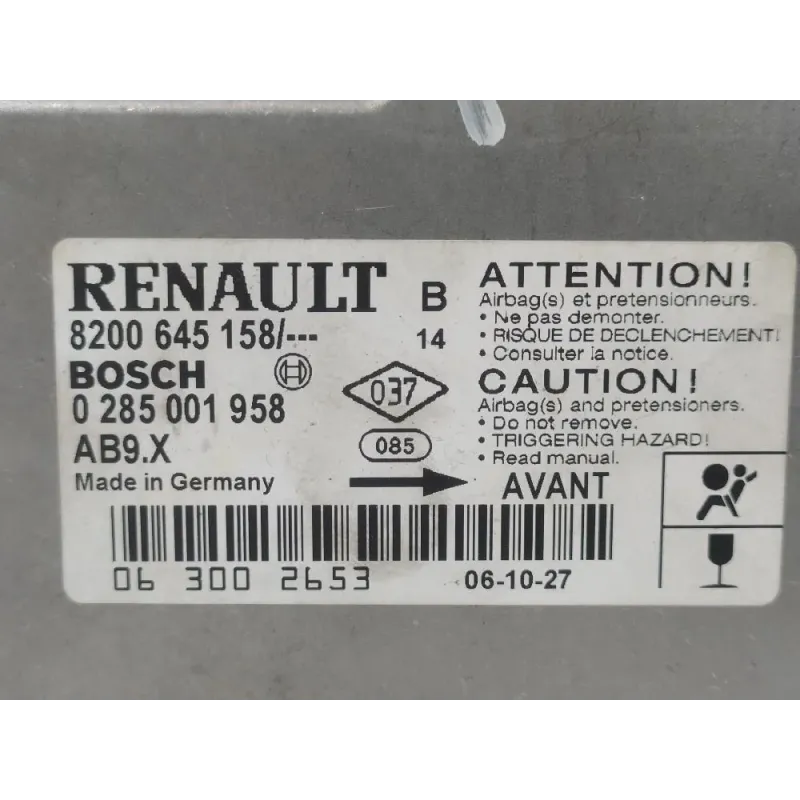 RENAULT B
8200 645 158/--- 14
BOSCH
0 285 001 958
AB9.X
Made in Germany
037
085
AVANT
ATTENTION!
Airbag(s) et pretensionneurs.
• Ne pas demonter.
• RISQUE DE DECLENCHEMENT!
• Consulter la notice.
CAUTION!
Airbag(s) and pretensioners.
• Do not remove.
• TRIGGERING HAZARD!
• Read manual.
06 300 2653
06-10-27